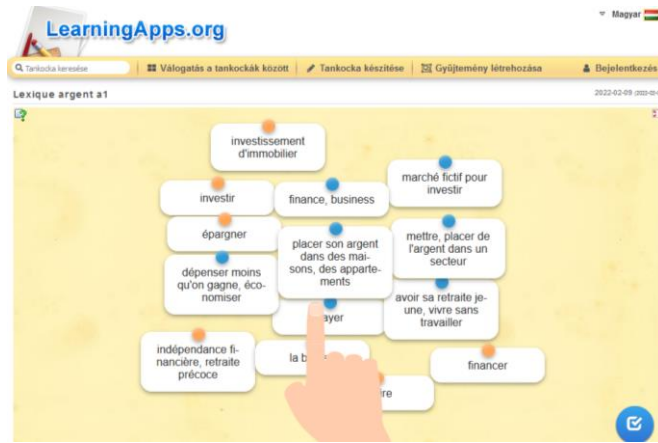 Magyar
LearningApps.org
Tankocka keresése
Válogatás a tankockák között
Tankocka készítése
Gyűjtemény létrehozása
Bejelentkezés
Lexique argent a1
2022-02-09
investissement
d'immobilier
marché fictif pour
investir
investir
finance, business
épargner
placer son argent
dans des mai-
sons, des apparte-
ments
mettre, placer de
l'argent dans un
secteur
dépenser moins
qu'on gagne, éco-
nomiser
avoir sa retraite je-
une, vivre sans
travailler
indépendance fi-
nancière, retraite
précoce
la
financer